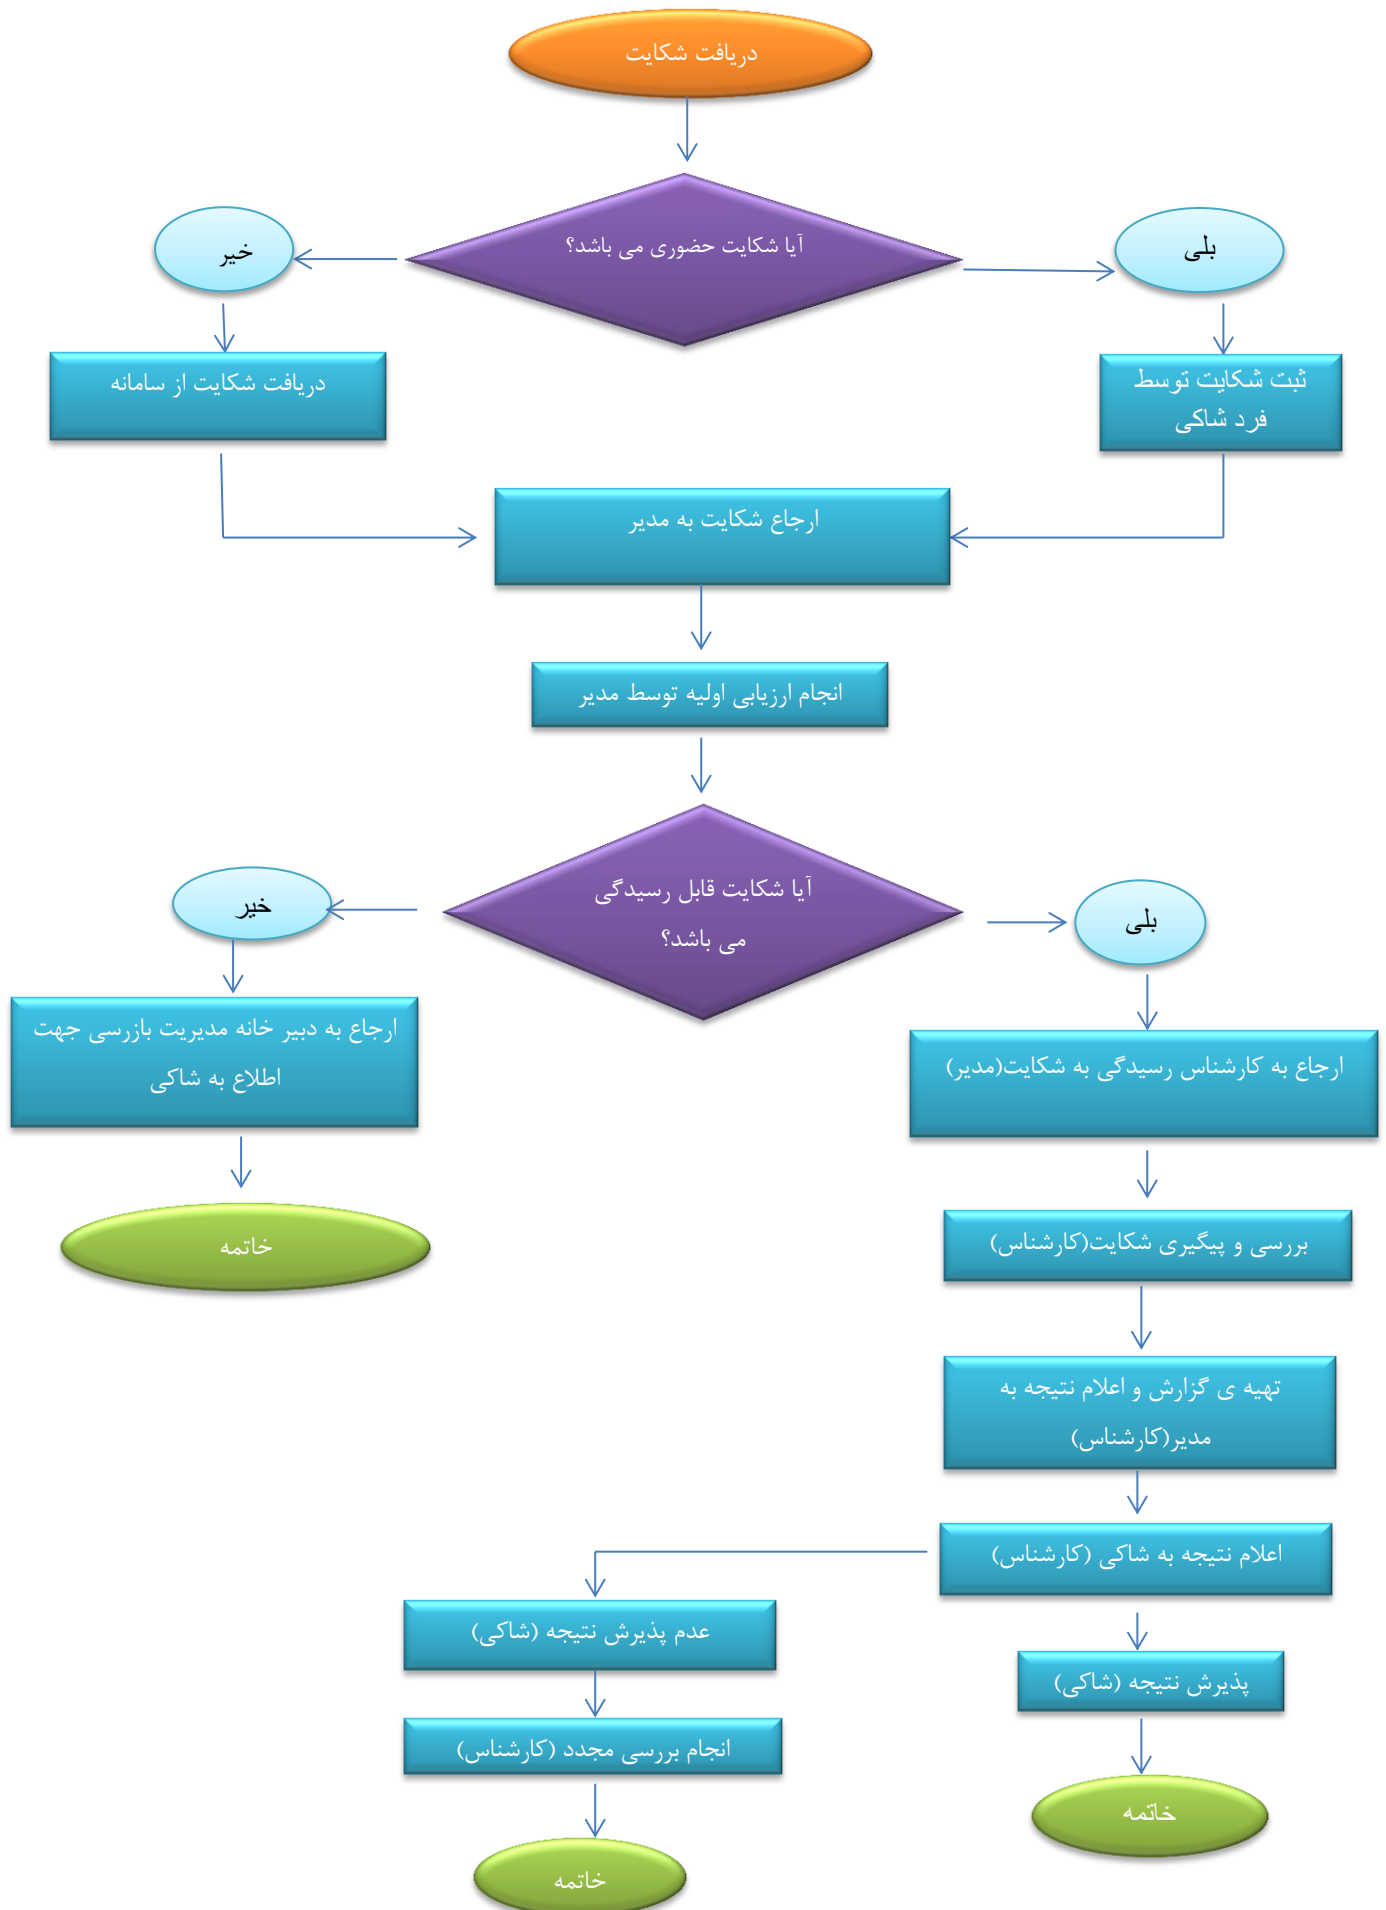 دریافت شکایت
آیا شکایت حضوری می باشد؟
بلی
خیر
ثبت شکایت توسط
فرد شاکی
دریافت شکایت از سامانه
ارجاع شکایت به مدیر
انجام ارزیابی اولیه توسط مدیر
آیا شکایت قابل رسیدگی
می باشد؟
بلی
خیر
ارجاع به دبیر خانه مدیریت بازرسی جهت
اطلاع به شاکی
خاتمه
ارجاع به کارشناس رسیدگی به شکایت(مدیر)
بررسی و پیگیری شکایت(کارشناس)
تهیه ی گزارش و اعلام نتیجه به
مدیر(کارشناس)
اعلام نتیجه به شاکی (کارشناس)
پذیرش نتیجه (شاکی)
خاتمه
عدم پذیرش نتیجه (شاکی)
انجام بررسی مجدد (کارشناس)
خاتمه